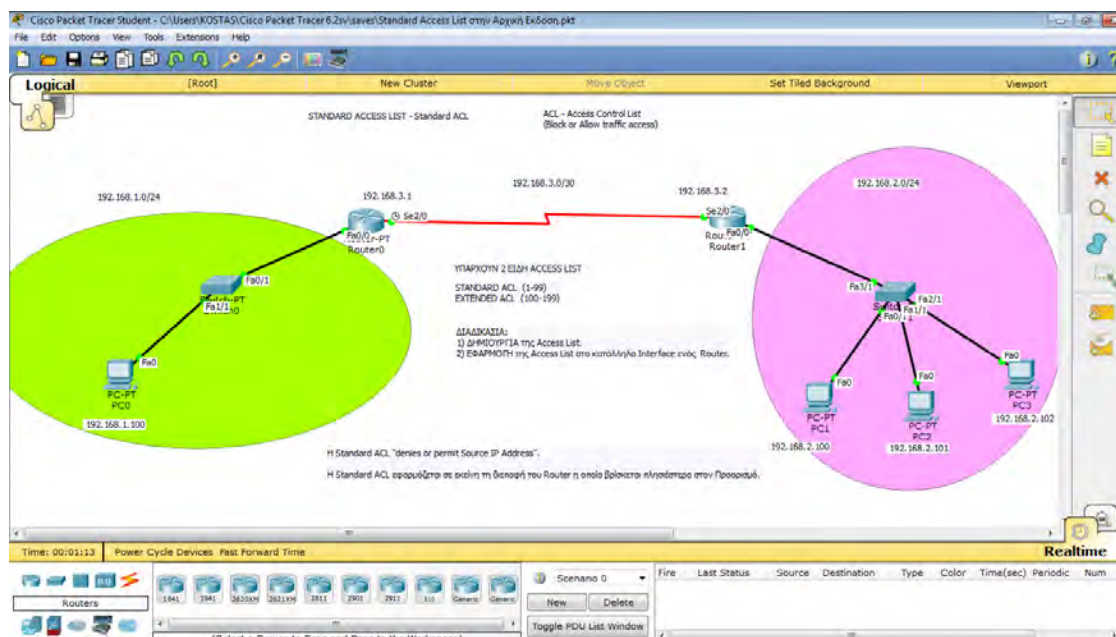 Cisco Packet Tracer Student - C:\Users\KOSTAS\Cisco Packet Tracer 6.2sv\saves\Standard Access List στην Αρχική Εκδοση.pkt
File Edit Options View Tools Extensions Help
Logical [Root] New Cluster Move Object Set Tiled Background Viewport
STANDARD ACCESS LIST - Standard ACL
ACL - Access Control List
(Block or Allow traffic access)
192.168.1.0/24
192.168.3.1
192.168.3.0/30
192.168.3.2
192.168.2.0/24
Se2/0
Fa0/0
Router0
Se2/0
Fa0/0
Router1
Fa0/1
Fa1/1
Fa0
PC-PT
PC0
192.168.1.100
ΥΠΑΡΧΟΥΝ 2 ΕΙΔΗ ACCESS LIST
STANDARD ACL (1-99)
EXTENDED ACL (100-199)
ΔΙΑΔΙΚΑΣΙΑ:
1) ΔΗΜΙΟΥΡΓΙΑ της Access List.
2) ΕΦΑΡΜΟΓΗ της Access List στο κατάλληλο Interface ενός Router.
Fa3/1
Fa2/1
Fa1/1
Fa0
PC-PT
PC1
192.168.2.100
Fa0
PC-PT
PC2
192.168.2.101
Fa0
PC-PT
PC3
192.168.2.102
Η Standard ACL "denies or permit Source IP Address".
Η Standard ACL εφαρμόζεται σε εκείνη τη διεπαφή του Router η οποία βρίσκεται πλησιέστερα στον Προορισμό.
Time: 00:01:13 Power Cycle Devices Fast Forward Time Realtime
Routers
1841 1941 2620XM 2621XM 2811 2901 2911 Generic Generic
Scenario 0
New Delete
Toggle PDU List Window
Fire Last Status Source Destination Type Color Time(sec) Periodic Num